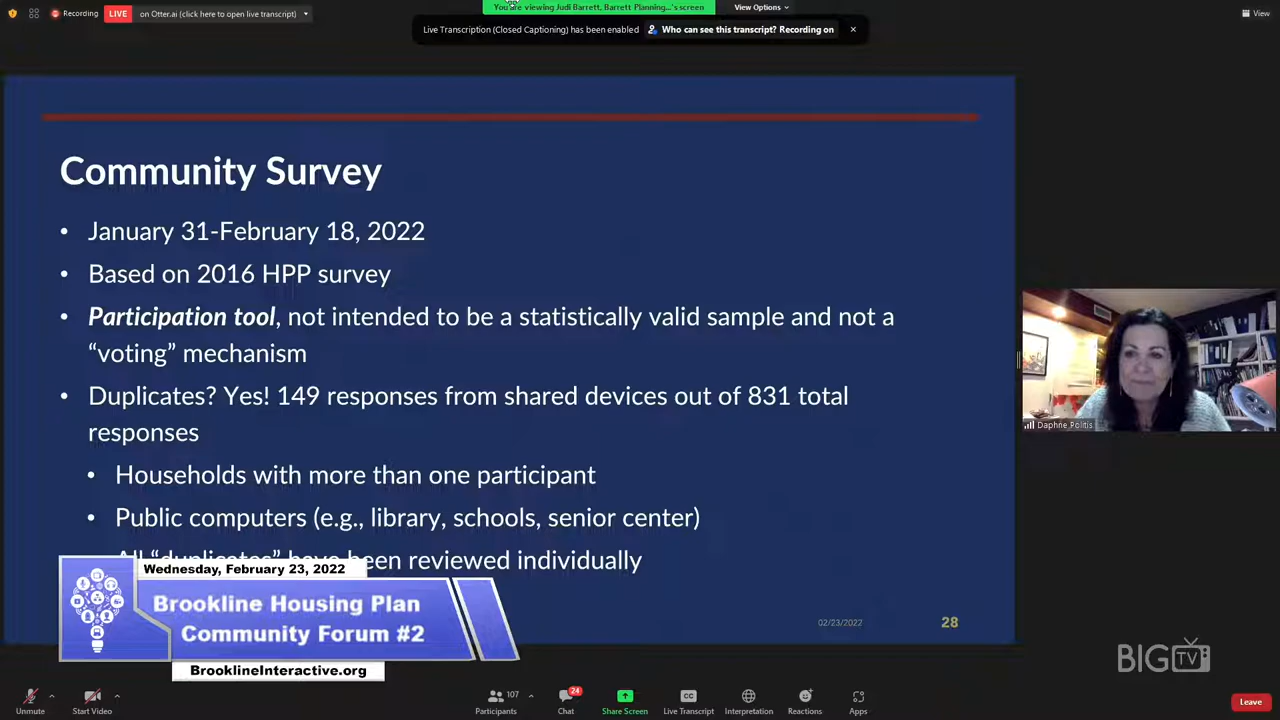 Recording
LIVE
on Otter.ai (click here to open live transcript)
You are viewing Judi Barrett, Barrett Planning...'s screen
View Options
View
Live Transcription (Closed Captioning) has been enabled
Who can see this transcript? Recording on
Community Survey
• January 31-February 18, 2022
• Based on 2016 HPP survey
• Participation tool, not intended to be a statistically valid sample and not a
“voting” mechanism
• Duplicates? Yes! 149 responses from shared devices out of 831 total
responses
• Households with more than one participant
• Public computers (e.g., library, schools, senior center)
All “duplicates” have been reviewed individually
Daphne Politis
Wednesday, February 23, 2022
Brookline Housing Plan
Community Forum #2
BrooklineInteractive.org
02/23/2022
28
BIG TV
Unmute
Start Video
107
Participants
24
Chat
Share Screen
CC
Live Transcript
Interpretation
Reactions
Apps
Leave